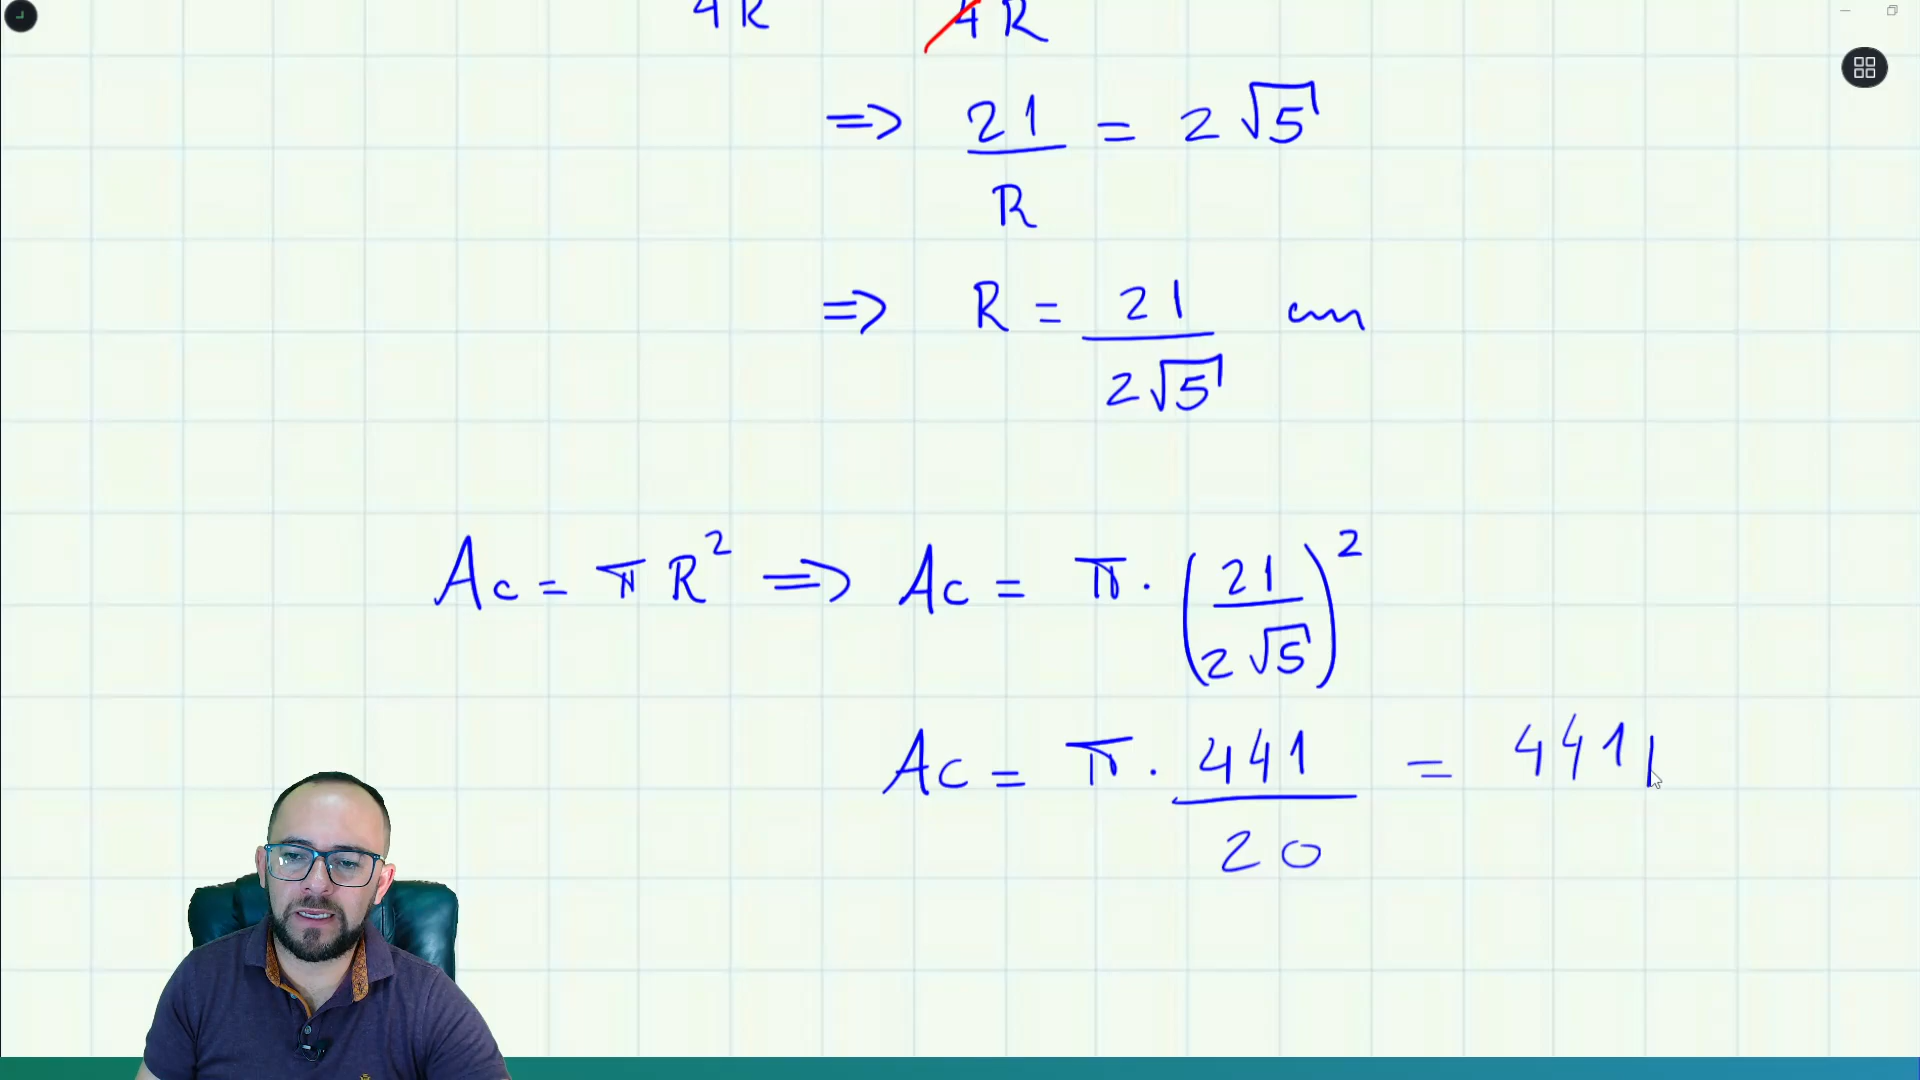 4R 4R
=> 21/R = 2√5
=> R = 21/2√5 cm
Ac = πR² => Ac = π · (21/2√5)²
Ac = π · 441/20 = 441